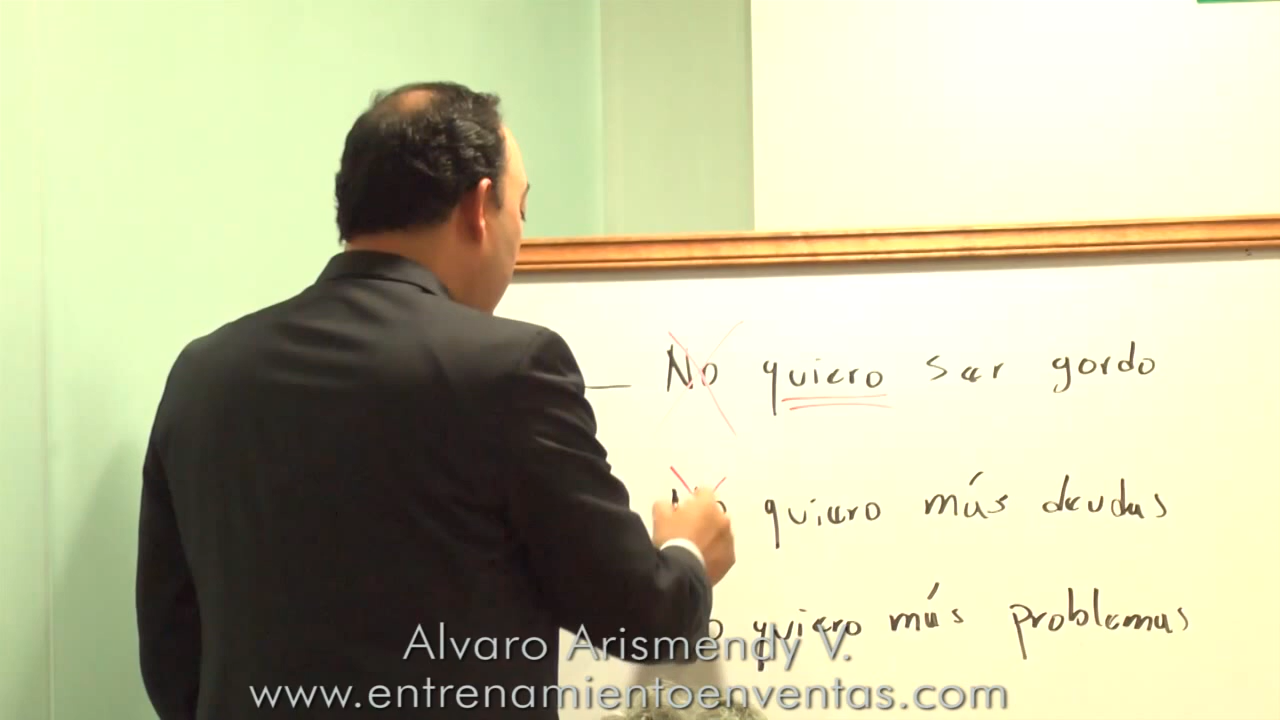 No quiero ser gordo
quiero más deudas
quiero más problemas
Alvaro Arismendy V.
www.entrenamientoenventas.com